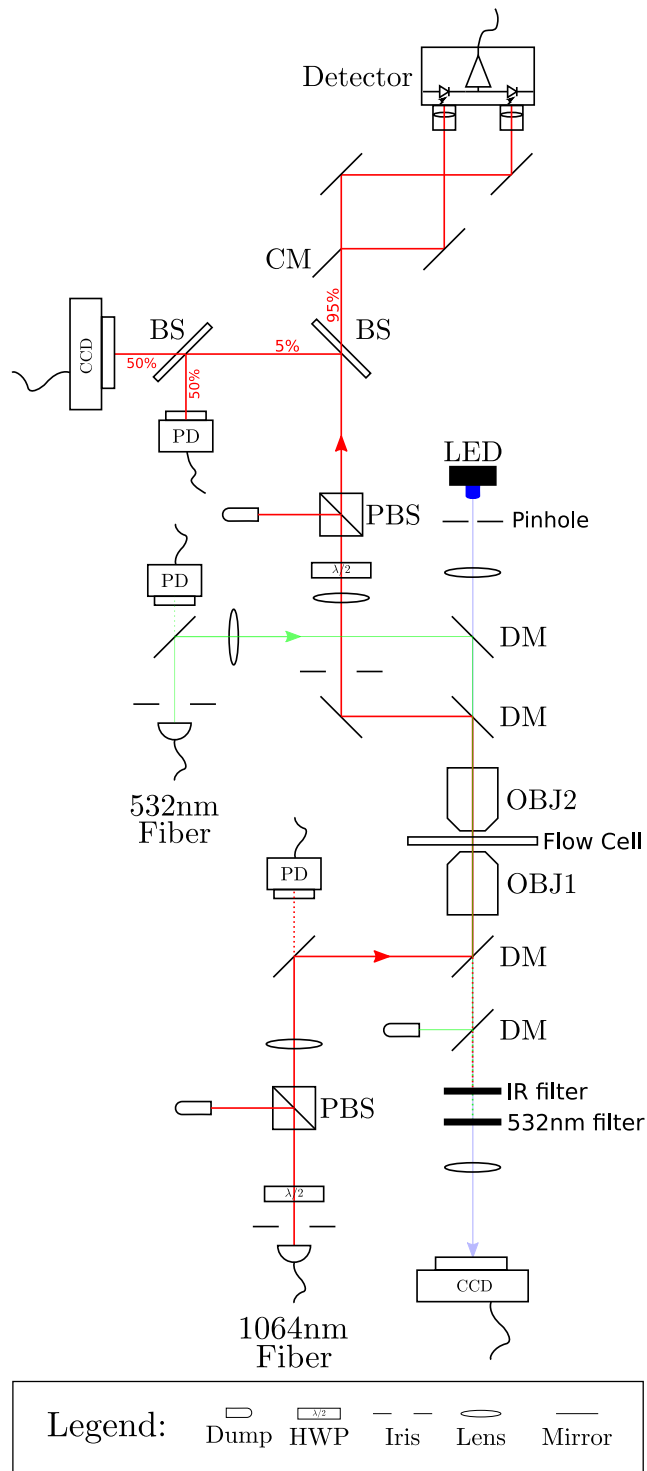 Detector
CM
95%
BS
BS
5%
CCD
50%
50%
PD
LED
PBS
Pinhole
λ/2
PD
DM
DM
532nm
Fiber
OBJ2
Flow Cell
PD
OBJ1
DM
DM
IR filter
PBS
532nm filter
λ/2
CCD
1064nm
Fiber
Legend:
λ/2
Dump
HWP
Iris
Lens
Mirror